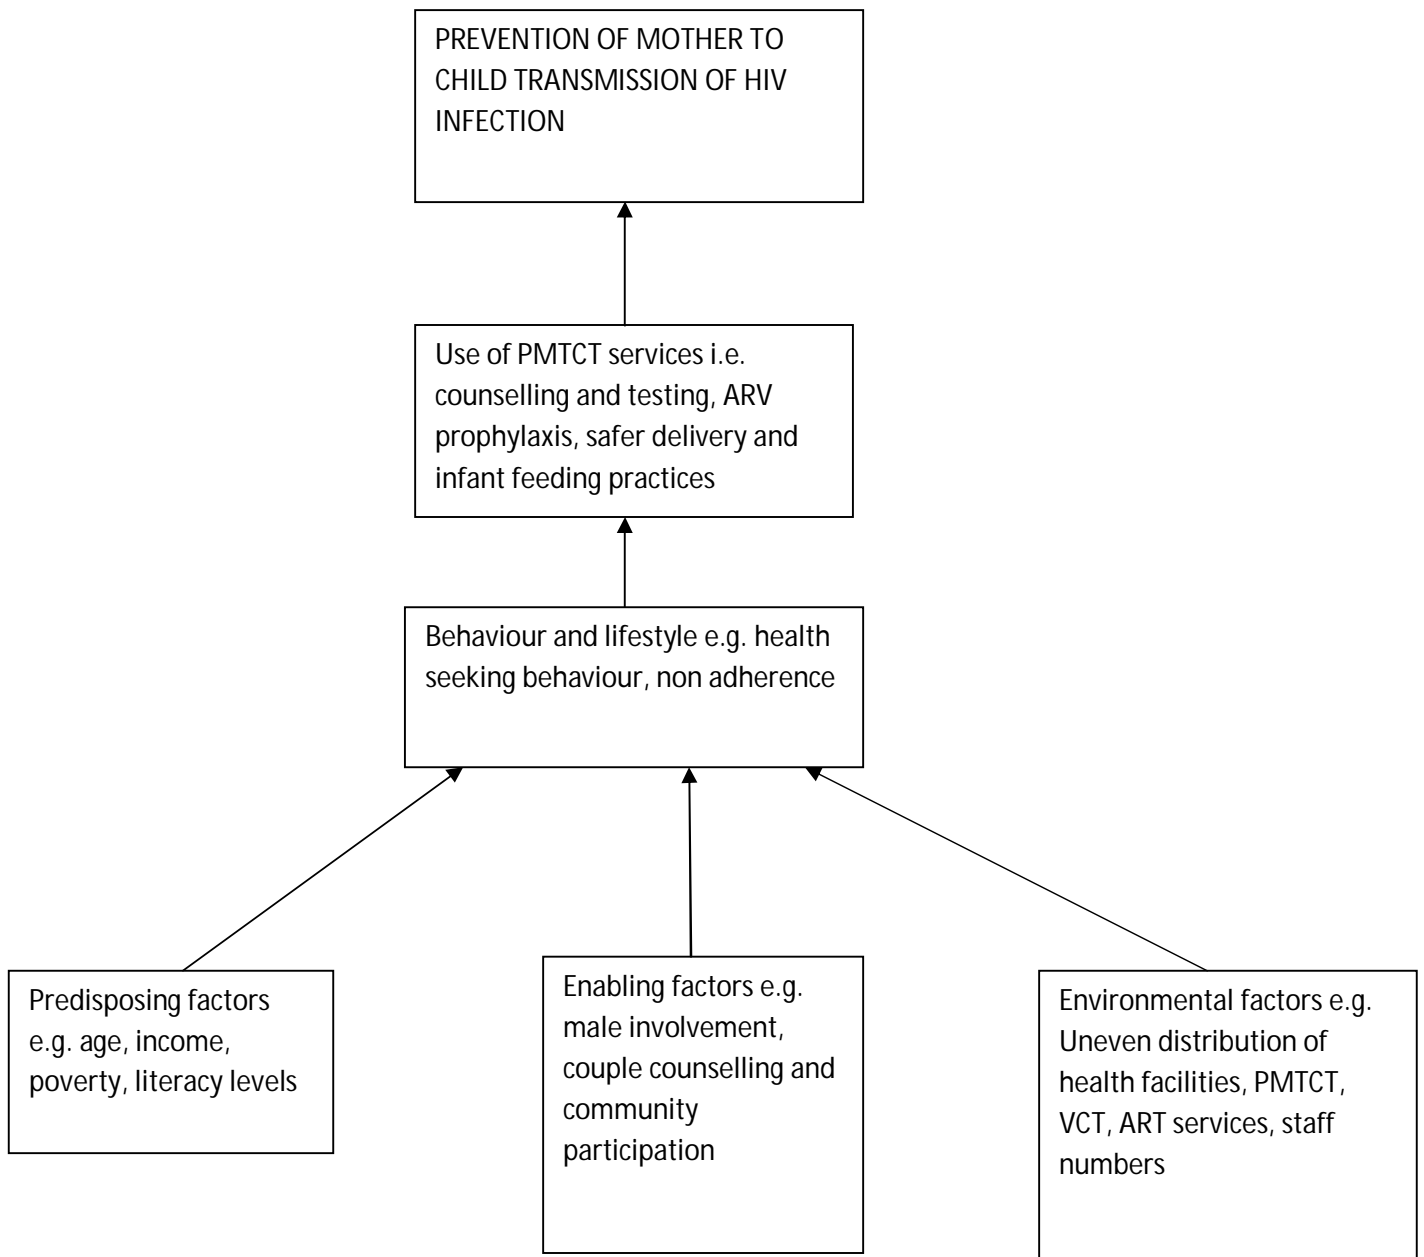 PREVENTION OF MOTHER TO
CHILD TRANSMISSION OF HIV
INFECTION
Use of PMTCT services i.e.
counselling and testing, ARV
prophylaxis, safer delivery and
infant feeding practices
Behaviour and lifestyle e.g. health
seeking behaviour, non adherence
Predisposing factors
e.g. age, income,
poverty, literacy levels
Enabling factors e.g.
male involvement,
couple counselling and
community
participation
Environmental factors e.g.
Uneven distribution of
health facilities, PMTCT,
VCT, ART services, staff
numbers